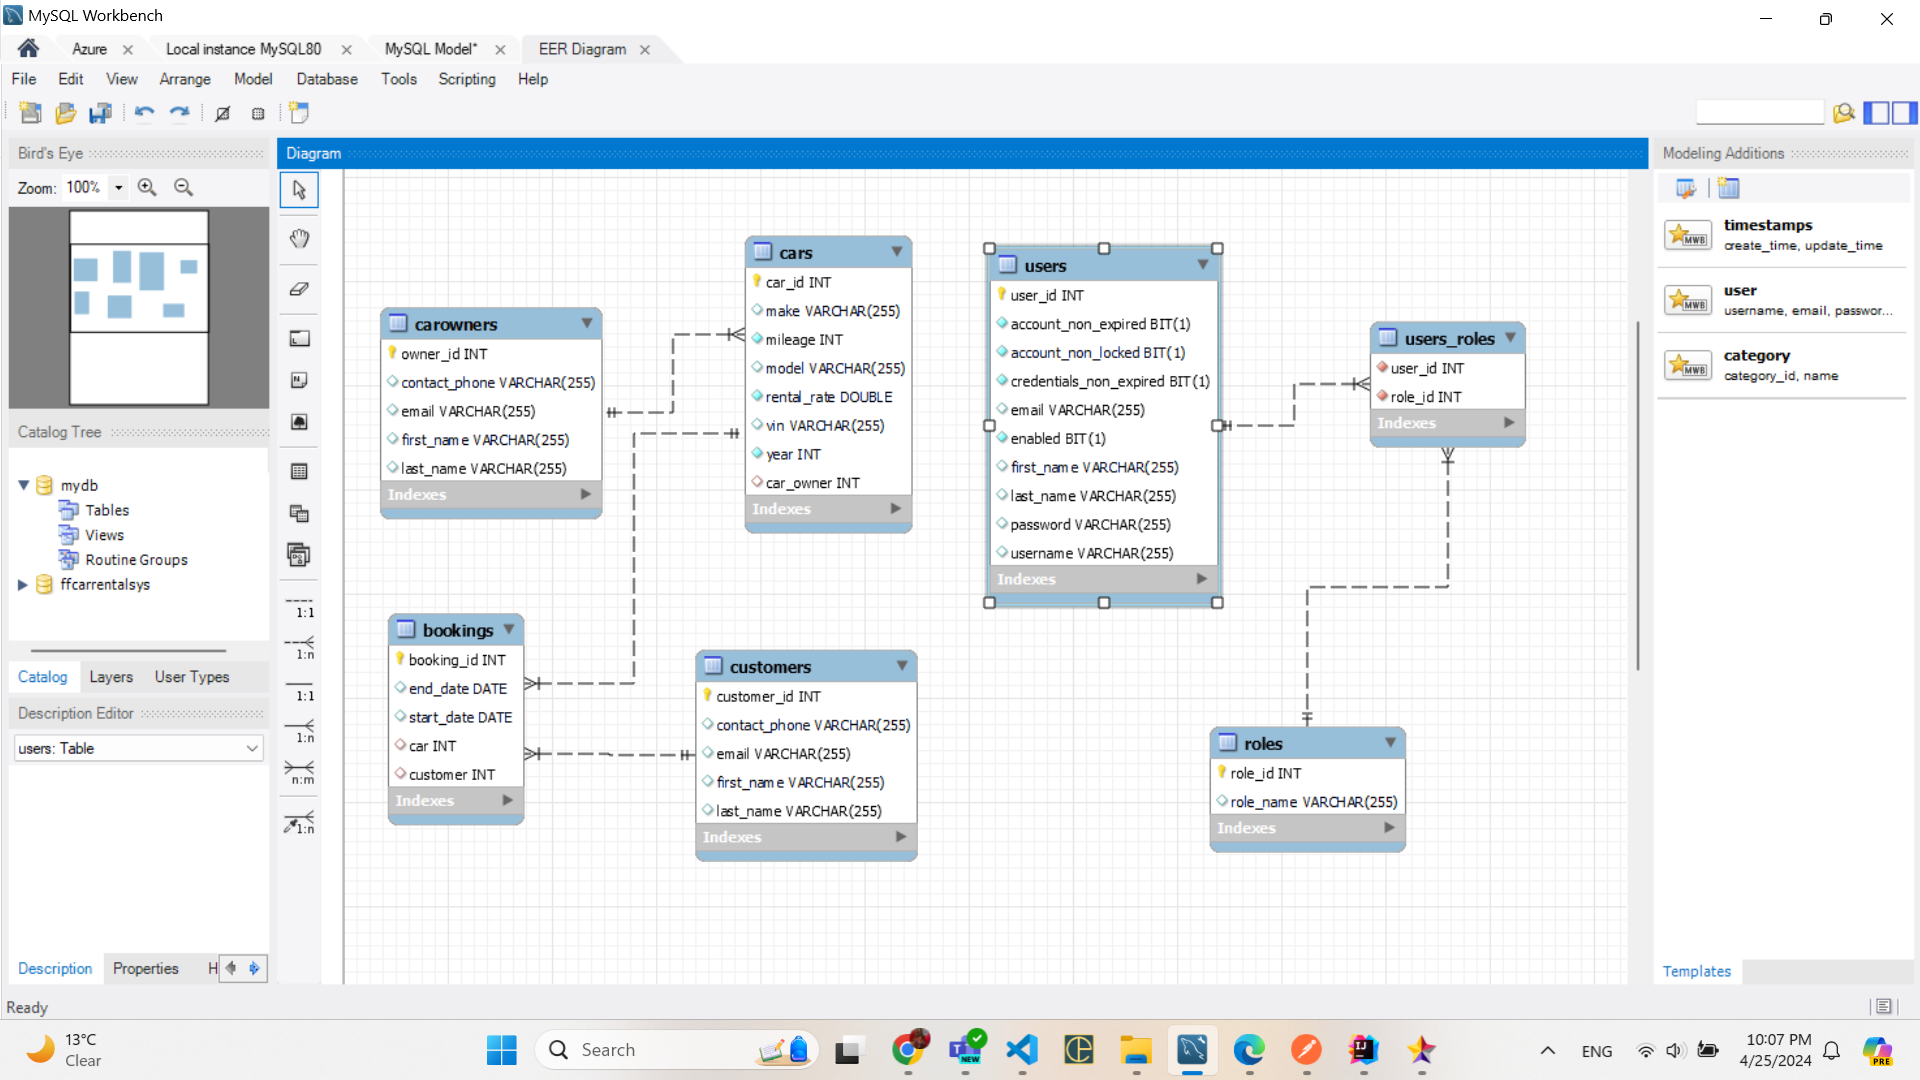 MySQL Workbench
Azure
Local instance MySQL80
MySQL Model*
EER Diagram
File Edit View Arrange Model Database Tools Scripting Help
Bird's Eye
Zoom: 100%
Catalog Tree
mydb
Tables
Views
Routine Groups
ffcarrentalsys
Catalog Layers User Types
Description Editor
users: Table
Description Properties H
Ready
1:1
1:n
1:1
1:n
n:m
1:n
Diagram
carowners
owner_id INT
contact_phone VARCHAR(255)
email VARCHAR(255)
first_name VARCHAR(255)
last_name VARCHAR(255)
Indexes
cars
car_id INT
make VARCHAR(255)
mileage INT
model VARCHAR(255)
rental_rate DOUBLE
vin VARCHAR(255)
year INT
car_owner INT
Indexes
users
user_id INT
account_non_expired BIT(1)
account_non_locked BIT(1)
credentials_non_expired BIT(1)
email VARCHAR(255)
enabled BIT(1)
first_name VARCHAR(255)
last_name VARCHAR(255)
password VARCHAR(255)
username VARCHAR(255)
Indexes
users_roles
user_id INT
role_id INT
Indexes
bookings
booking_id INT
end_date DATE
start_date DATE
car INT
customer INT
Indexes
customers
customer_id INT
contact_phone VARCHAR(255)
email VARCHAR(255)
first_name VARCHAR(255)
last_name VARCHAR(255)
Indexes
roles
role_id INT
role_name VARCHAR(255)
Indexes
Modeling Additions
MWB
timestamps
create_time, update_time
MWB
user
username, email, passwor...
MWB
category
category_id, name
Templates
13°C
Clear
Search
NEW
IJ
ENG
10:07 PM
4/25/2024
PRE